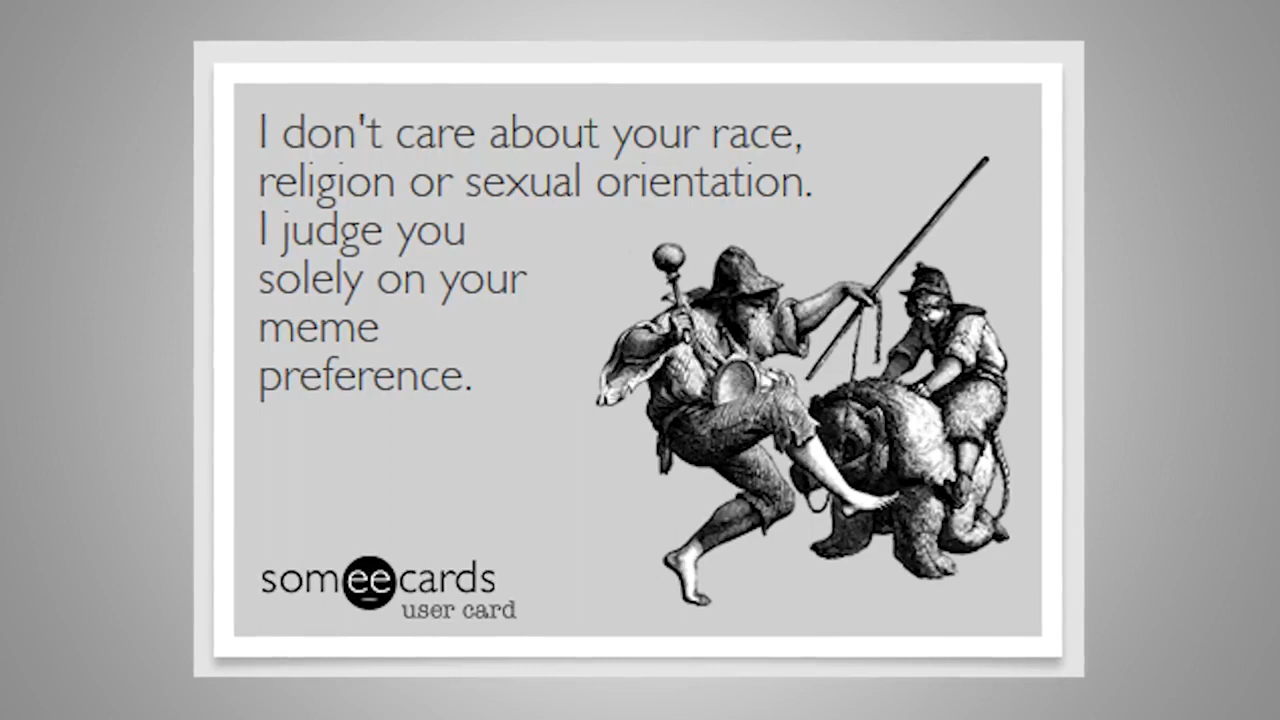 I don't care about your race,
religion or sexual orientation.
I judge you
solely on your
meme
preference.
someecards
user card